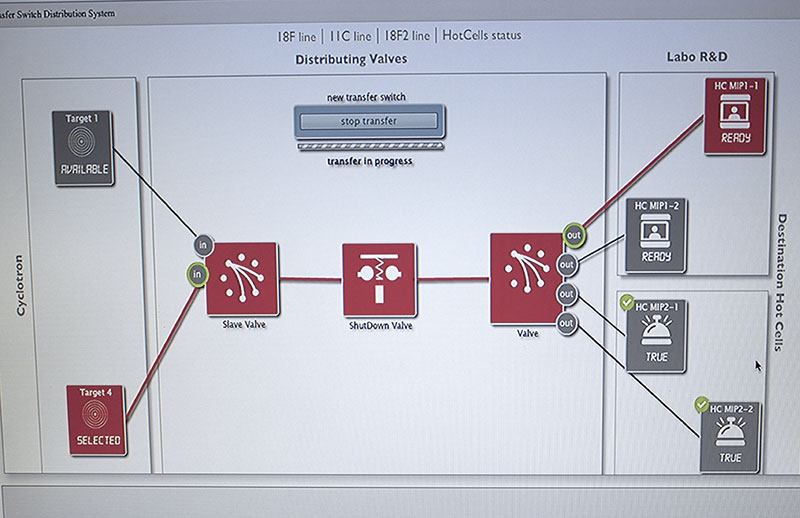 nsfer Switch Distribution System
18F line | 11C line | 18F2 line | HotCells status
Distributing Valves
Labo R&D
new transfer switch
stop transfer
transfer in progress
Cyclotron
Target 1
AVAILABLE
Target 4
SELECTED
in
in
Slave Valve
ShutDown Valve
Valve
out
out
out
out
HC MIP1-1
READY
HC MIP1-2
READY
HC MIP2-1
TRUE
HC MIP2-2
TRUE
Destination Hot Cells